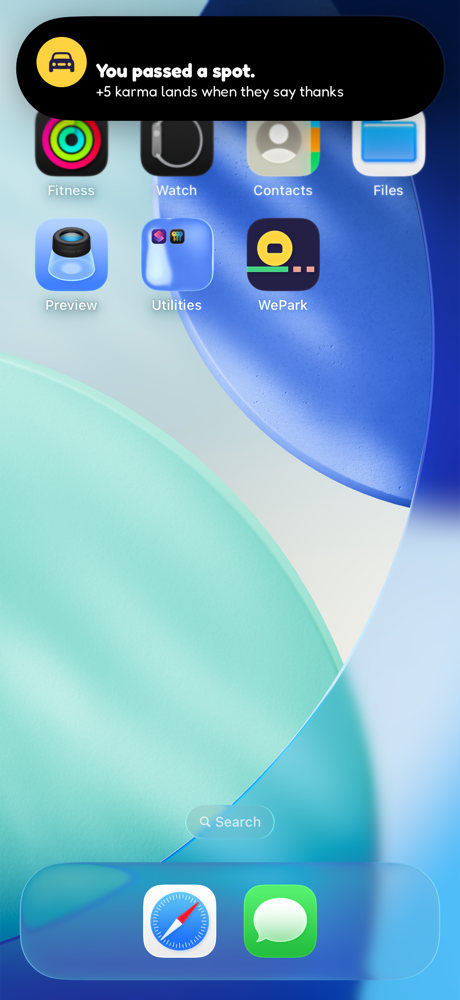 You passed a spot.
+5 karma lands when they say thanks
Fitness
Watch
Contacts
Files
Preview
Utilities
WePark
Search